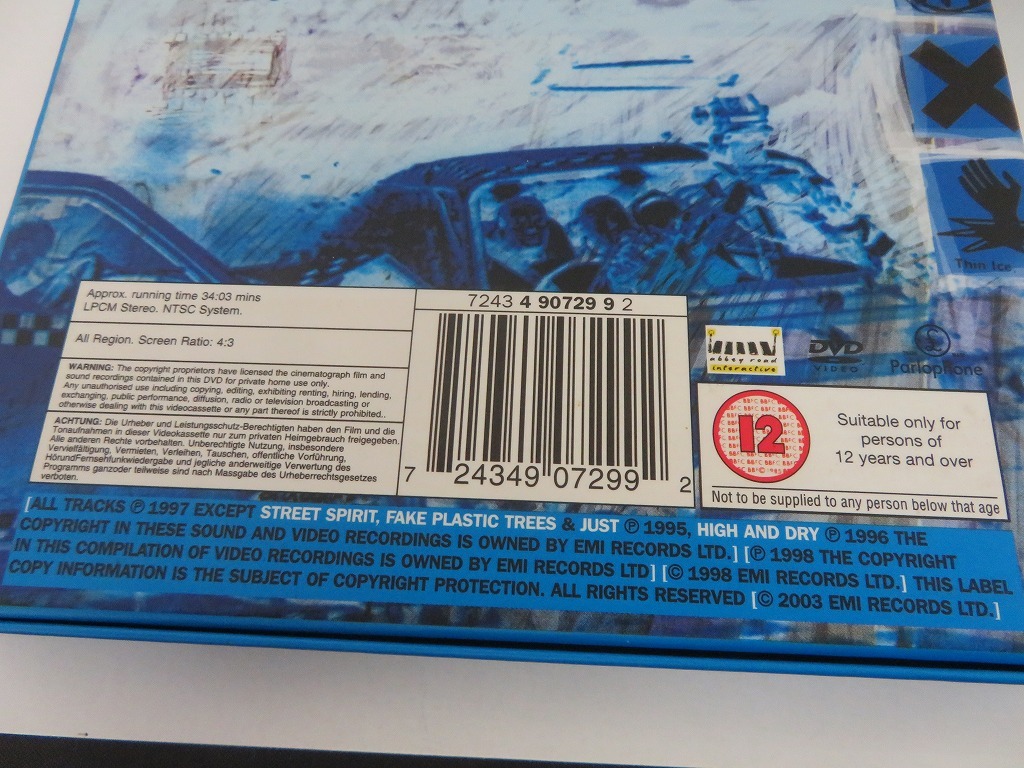 Thin Ice
Approx. running time 34:03 mins
LPCM Stereo. NTSC System.
All Region. Screen Ratio: 4:3
WARNING: The copyright proprietors have licensed the cinematograph film and
sound recordings contained in this DVD for private home use only.
Any unauthorised use including copying, editing, exhibiting renting, hiring, lending,
exchanging, public performance, diffusion, radio or television broadcasting or
otherwise dealing with this videocassette or any part thereof is strictly prohibited..
ACHTUNG: Die Urheber und Leistungsschutz-Berechtigten haben den Film und die
Tonaufnahmen in dieser Videokassette nur zum privaten Heimgebrauch freigegeben.
Alle anderen Rechte vorbehalten. Unberechtigte Nutzung, insbesondere
Vervielfältigung, Vermieten, Verleihen, Tauschen, offentliche Vorführung,
HörundFernsehfunkwiedergabe und jegliche anderweitige Verwertung des
Programms ganzoder teilweise sind nach Massgabe des Urheberrechtsgesetzes
verboten.
7243 4 90729 9 2
7 24349 07299 2
abbey road
interactive
DVD
VIDEO
Parlophone
12
Suitable only for
persons of
12 years and over
Not to be supplied to any person below that age
[ALL TRACKS ℗ 1997 EXCEPT STREET SPIRIT, FAKE PLASTIC TREES & JUST ℗ 1995, HIGH AND DRY ℗ 1996 THE
COPYRIGHT IN THESE SOUND AND VIDEO RECORDINGS IS OWNED BY EMI RECORDS LTD.] [℗ 1998 THE COPYRIGHT
IN THIS COMPILATION OF VIDEO RECORDINGS IS OWNED BY EMI RECORDS LTD] [© 1998 EMI RECORDS LTD.] THIS LABEL
COPY INFORMATION IS THE SUBJECT OF COPYRIGHT PROTECTION. ALL RIGHTS RESERVED [© 2003 EMI RECORDS LTD.]